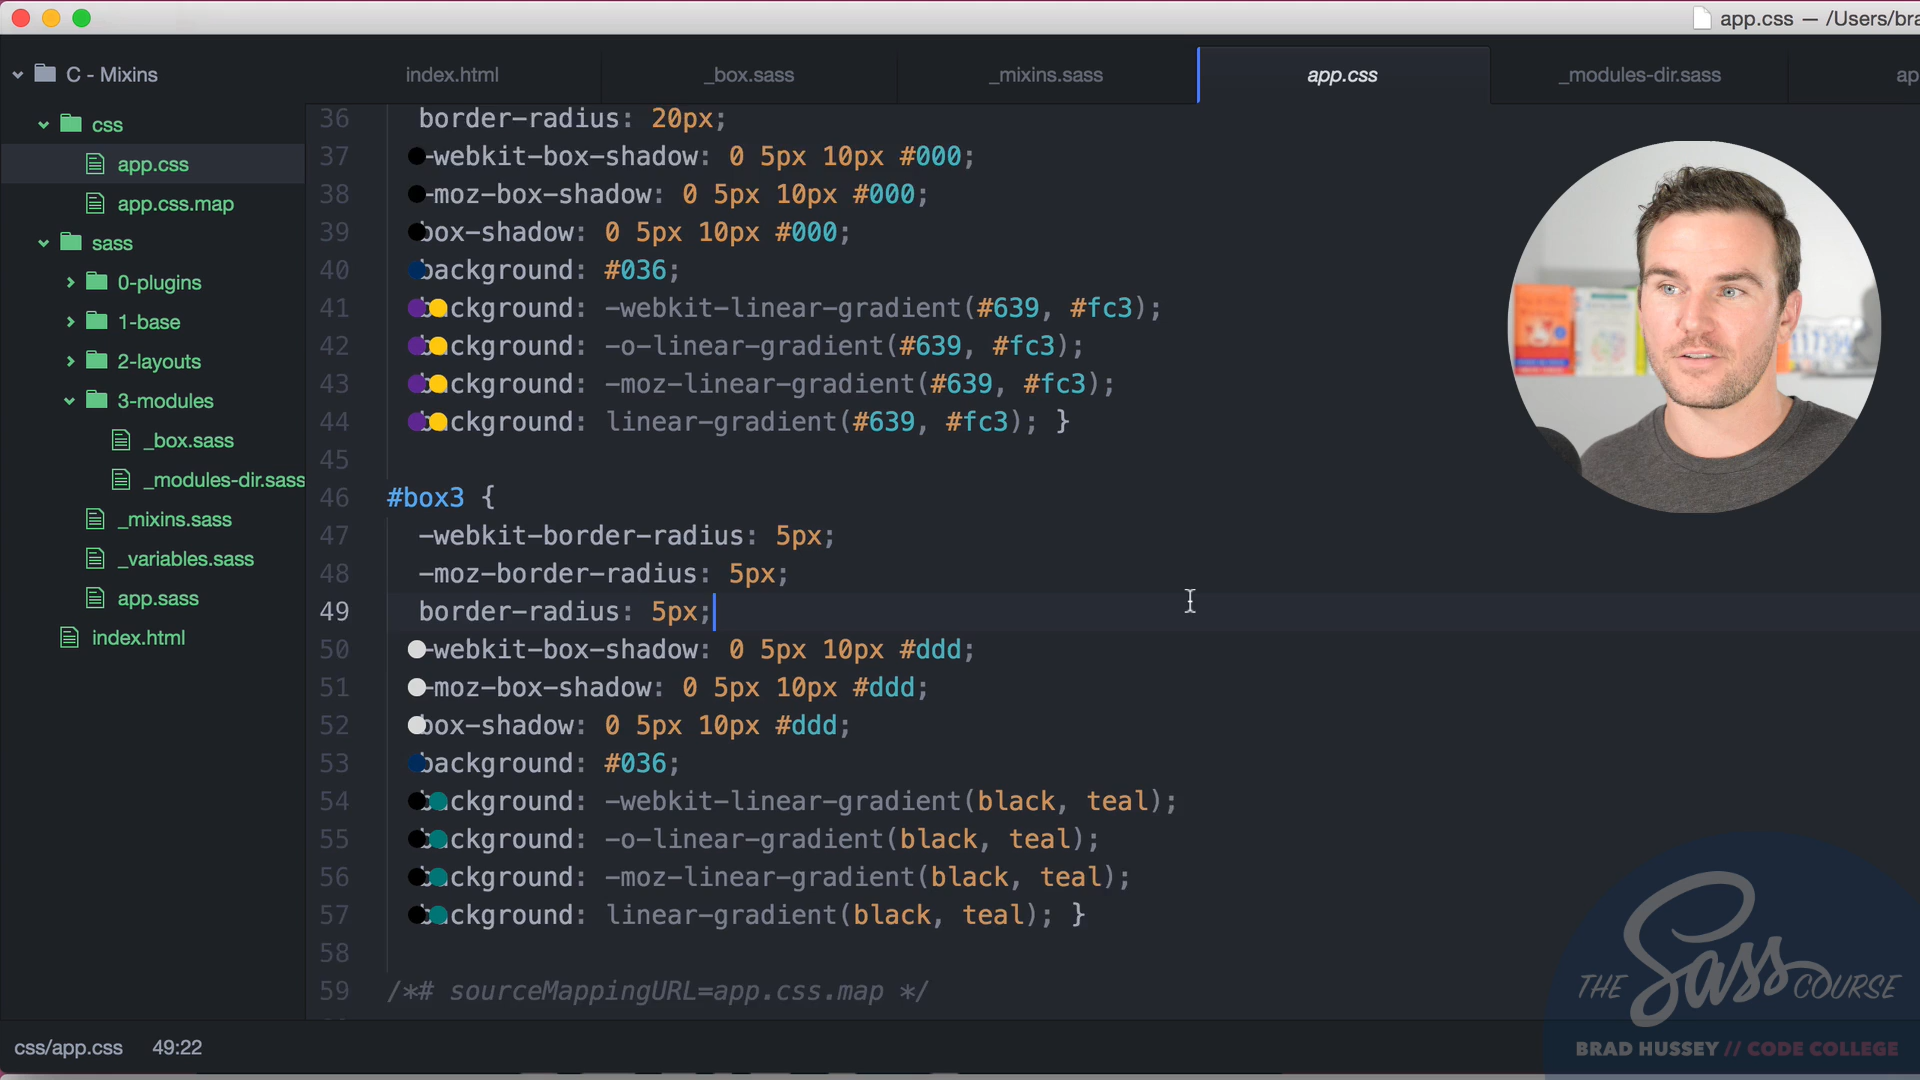 app.css — /Users/bra
C - Mixins
index.html
_box.sass
_mixins.sass
app.css
_modules-dir.sass
ap
css
app.css
app.css.map
sass
0-plugins
1-base
2-layouts
3-modules
_box.sass
_modules-dir.sass
_mixins.sass
_variables.sass
app.sass
index.html
36 border-radius: 20px;
37 -webkit-box-shadow: 0 5px 10px #000;
38 -moz-box-shadow: 0 5px 10px #000;
39 box-shadow: 0 5px 10px #000;
40 background: #036;
41 background: -webkit-linear-gradient(#639, #fc3);
42 background: -o-linear-gradient(#639, #fc3);
43 background: -moz-linear-gradient(#639, #fc3);
44 background: linear-gradient(#639, #fc3); }
45
46 #box3 {
47 -webkit-border-radius: 5px;
48 -moz-border-radius: 5px;
49 border-radius: 5px;
50 -webkit-box-shadow: 0 5px 10px #ddd;
51 -moz-box-shadow: 0 5px 10px #ddd;
52 box-shadow: 0 5px 10px #ddd;
53 background: #036;
54 background: -webkit-linear-gradient(black, teal);
55 background: -o-linear-gradient(black, teal);
56 background: -moz-linear-gradient(black, teal);
57 background: linear-gradient(black, teal); }
58
59 /*# sourceMappingURL=app.css.map */
THE Sass COURSE
BRAD HUSSEY // CODE COLLEGE
css/app.css 49:22